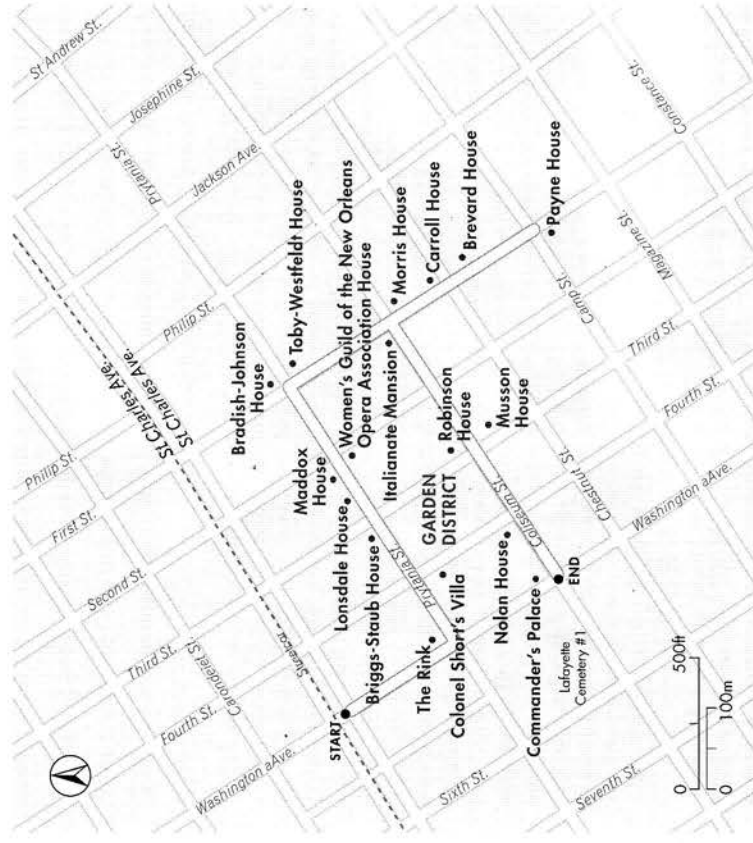 St Andrew St.
Josephine St.
Prytania St.
Jackson Ave.
St Charles Ave.
St Charles Ave.
Philip St.
Philip St.
First St.
Second St.
Third St.
Carondelet St.
Fourth St.
Washington aAve.
Streetcar
START
Bradish-Johnson
House
Toby-Westfeldt House
Maddox
House
Women's Guild of the New Orleans
Opera Association House
Lonsdale House
Briggs-Staub House
Italianate Mansion
Morris House
Carroll House
Brevard House
Payne House
Prytania St.
The Rink
Colonel Short's Villa
GARDEN
DISTRICT
Robinson
House
Musson
House
Nolan House
Coliseum St.
Commander's Palace
END
Lafayette
Cemetery #1
Chestnut St.
Washington aAve.
Camp St.
Magazine St.
Constance St.
Third St.
Fourth St.
Sixth St.
Seventh St.
0
500ft
0
100m